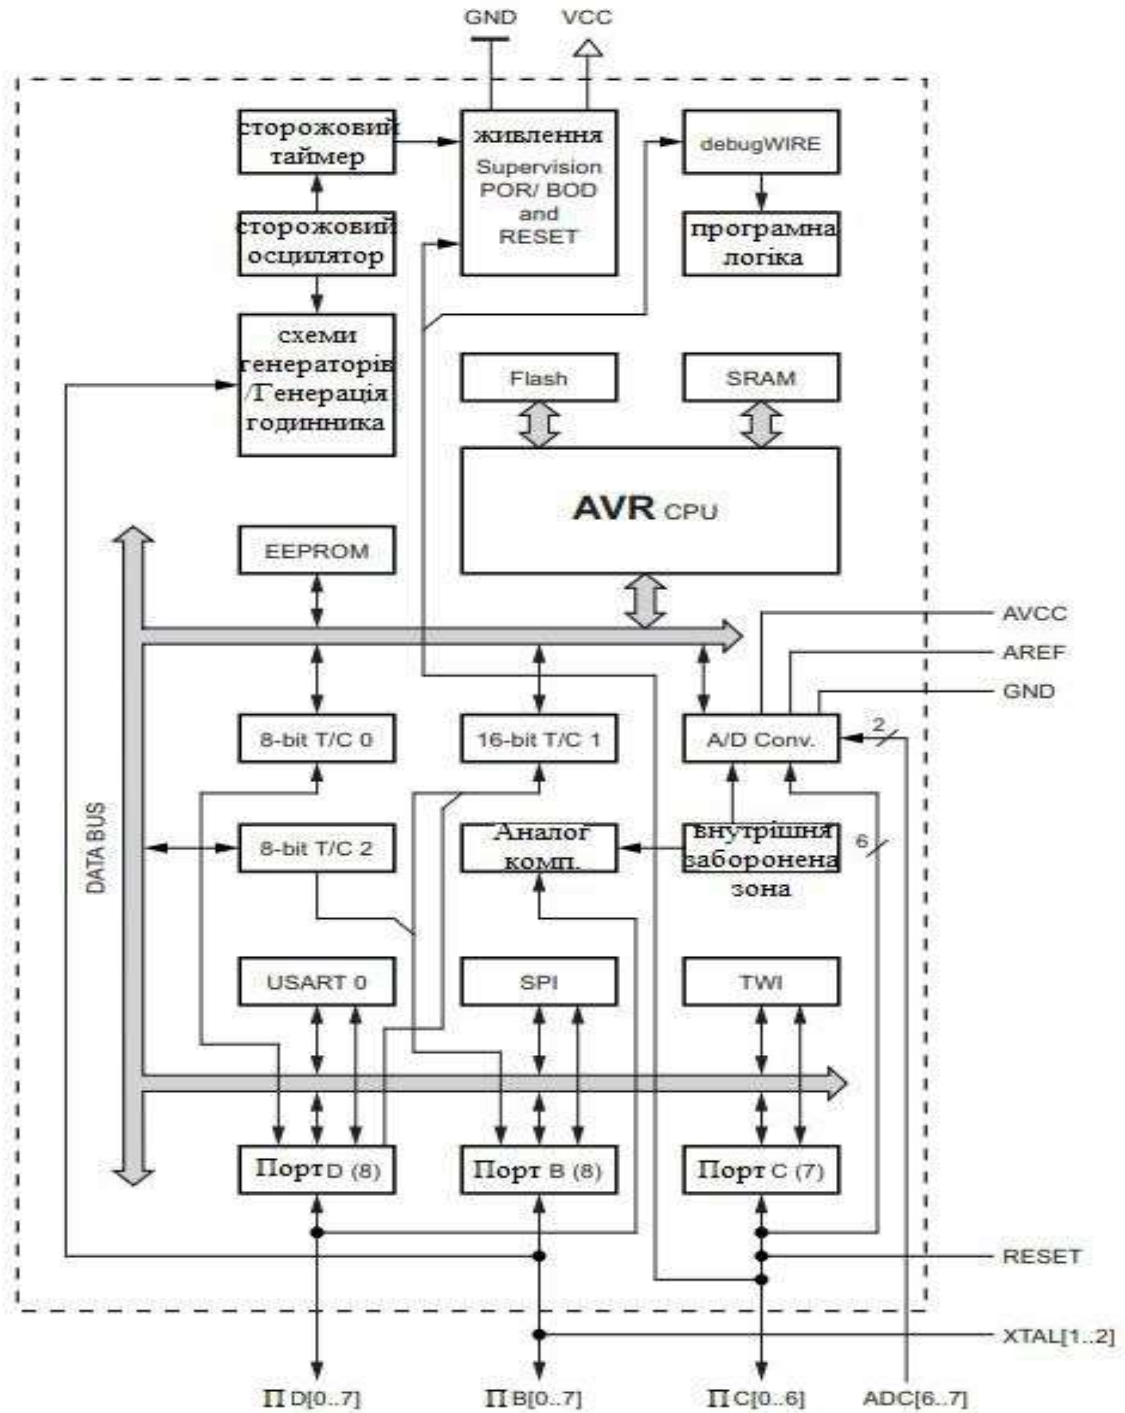 GND VCC
сторожовий
таймер
живлення
Supervision
POR/ BOD
and
RESET
debugWIRE
сторожовий
осцилятор
програмна
логіка
схеми
генераторів
/Генерація
годинника
Flash
SRAM
AVR CPU
EEPROM
AVCC
AREF
GND
8-bit T/C 0
16-bit T/C 1
A/D Conv.
2
DATA BUS
8-bit T/C 2
Аналог
комп.
внутрішня
заборонена
зона
6
USART 0
SPI
TWI
Порт D (8)
Порт B (8)
Порт C (7)
RESET
XTAL[1..2]
П D[0..7]
П B[0..7]
П C[0..6]
ADC[6..7]